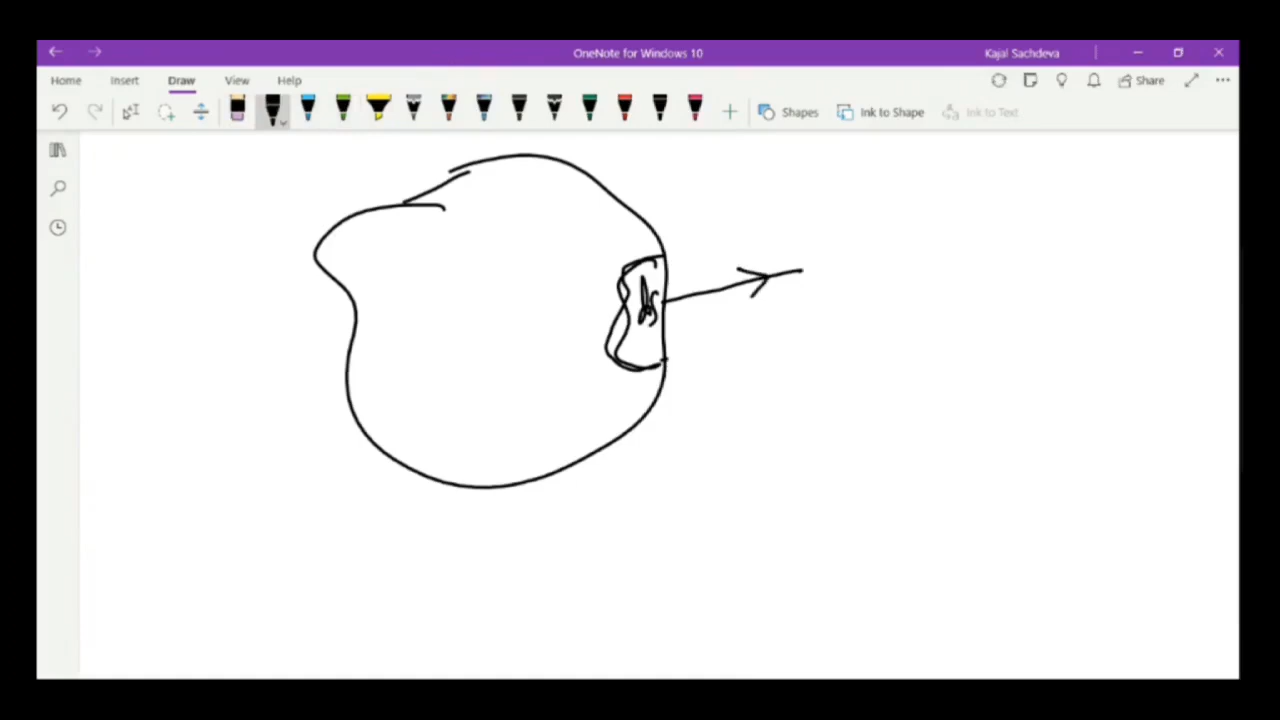 OneNote for Windows 10
Kajal Sachdeva
Home Insert Draw View Help
Share
Shapes
Ink to Shape
Ink to Text